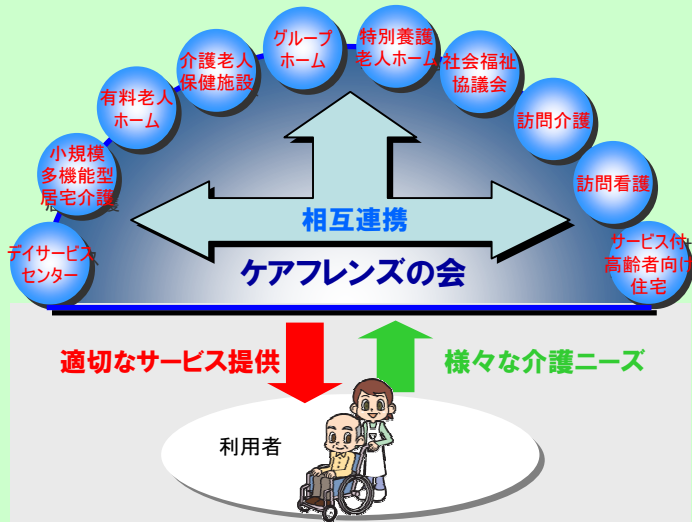 グループ
ホーム
特別養護
老人ホーム
介護老人
保健施設
社会福祉
協議会
有料老人
ホーム
訪問介護
小規模
多機能型
居宅介護
訪問看護
デイサービス
センター
サービス付
高齢者向け
住宅
相互連携
ケアフレンズの会
適切なサービス提供
様々な介護ニーズ
利用者